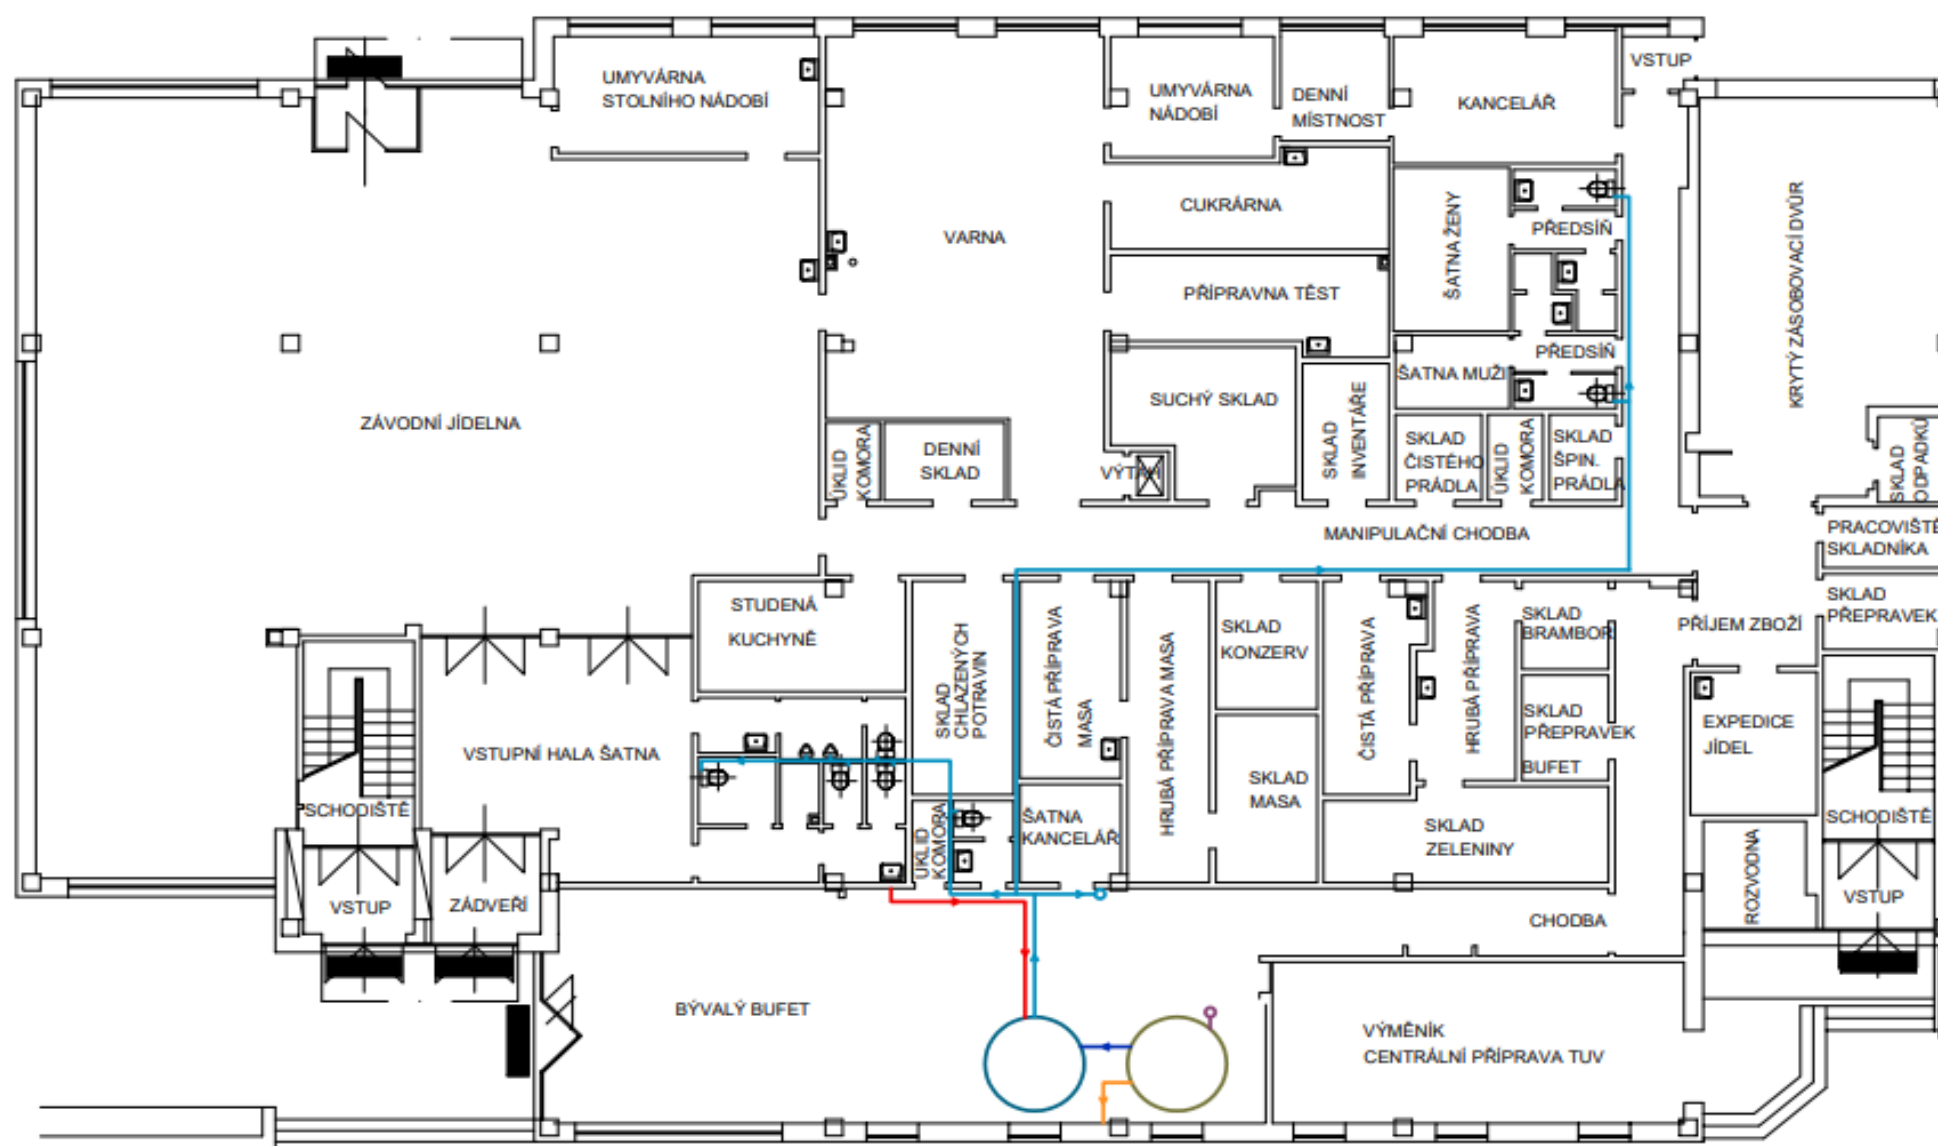 UMYVÁRNA
STOLNÍHO NÁDOBÍ
UMYVÁRNA
NÁDOBÍ
DENNÍ
MÍSTNOST
KANCELÁŘ
VSTUP
CUKRÁRNA
VARNA
ŠATNA ŽENY
PŘEDSÍŇ
KRYTÝ ZÁSOBOVACÍ DVŮR
PŘÍPRAVNA TĚST
PŘEDSÍŇ
ŠATNA MUŽI
SUCHÝ SKLAD
SKLAD
INVENTÁŘE
ZÁVODNÍ JÍDELNA
ÚKLID
KOMORA
DENNÍ
SKLAD
VÝTAH
SKLAD
ČISTÉHO
PRÁDLA
ÚKLID
KOMORA
SKLAD
ŠPIN.
PRÁDLA
SKLAD
ODPADKŮ
MANIPULAČNÍ CHODBA
PRACOVIŠTĚ
SKLADNÍKA
STUDENÁ
KUCHYNĚ
SKLAD
CHLAZENÝCH
POTRAVIN
ČISTÁ PŘÍPRAVA
MASA
HRUBÁ PŘÍPRAVA MASA
SKLAD
KONZERV
ČISTÁ PŘÍPRAVA
HRUBÁ PŘÍPRAVA
SKLAD
BRAMBOR
PŘÍJEM ZBOŽÍ
SKLAD
PŘEPRAVEK
SKLAD
PŘEPRAVEK
BUFET
EXPEDICE
JÍDEL
VSTUPNÍ HALA ŠATNA
SKLAD
MASA
SCHODIŠTĚ
ÚKLID
KOMORA
ŠATNA
KANCELÁŘ
SKLAD
ZELENINY
SCHODIŠTĚ
ROZVODNA
VSTUP
ZÁDVEŘÍ
VSTUP
CHODBA
BÝVALÝ BUFET
VÝMĚNÍK
CENTRÁLNÍ PŘÍPRAVA TUV